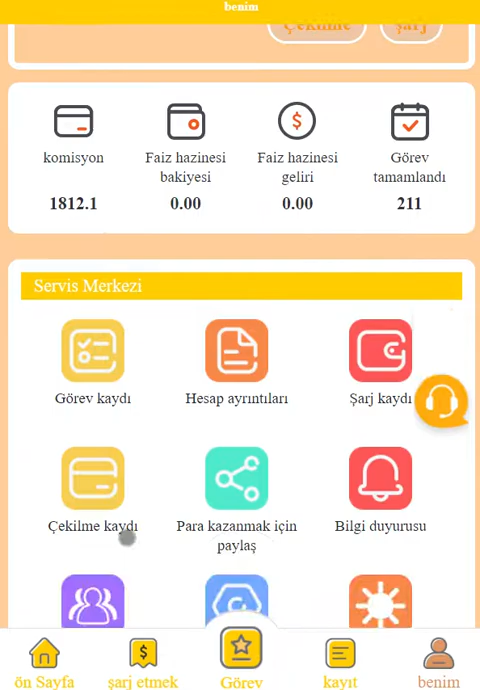 benim
Çekilme şarj
komisyon Faiz hazinesi Faiz hazinesi Görev
bakiyesi geliri tamamlandı
1812.1 0.00 0.00 211
Servis Merkezi
Görev kaydı Hesap ayrıntıları Şarj kaydı
Çekilme kaydı Para kazanmak için Bilgi duyurusu
paylaş
ön Sayfa şarj etmek Görev kayıt benim